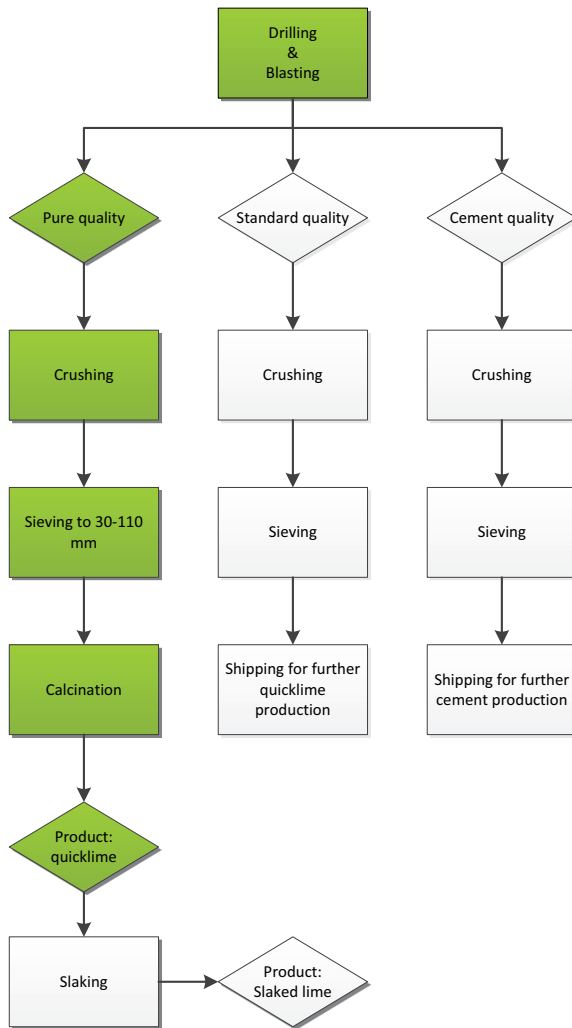 Drilling
&
Blasting
Pure quality
Standard quality
Cement quality
Crushing
Crushing
Crushing
Sieving to 30-110
mm
Sieving
Sieving
Calcination
Shipping for further
quicklime
production
Shipping for further
cement production
Product:
quicklime
Slaking
Product:
Slaked lime